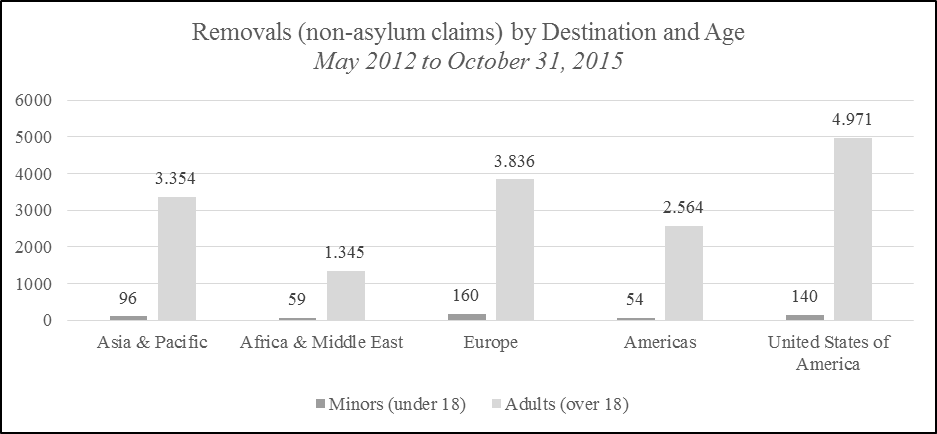 Removals (non-asylum claims) by Destination and Age
May 2012 to October 31, 2015
6000
5000
4000
3000
2000
1000
0
96
3.354
59
1.345
160
3.836
54
2.564
140
4.971
Asia & Pacific
Africa & Middle East
Europe
Americas
United States of
America
Minors (under 18)
Adults (over 18)